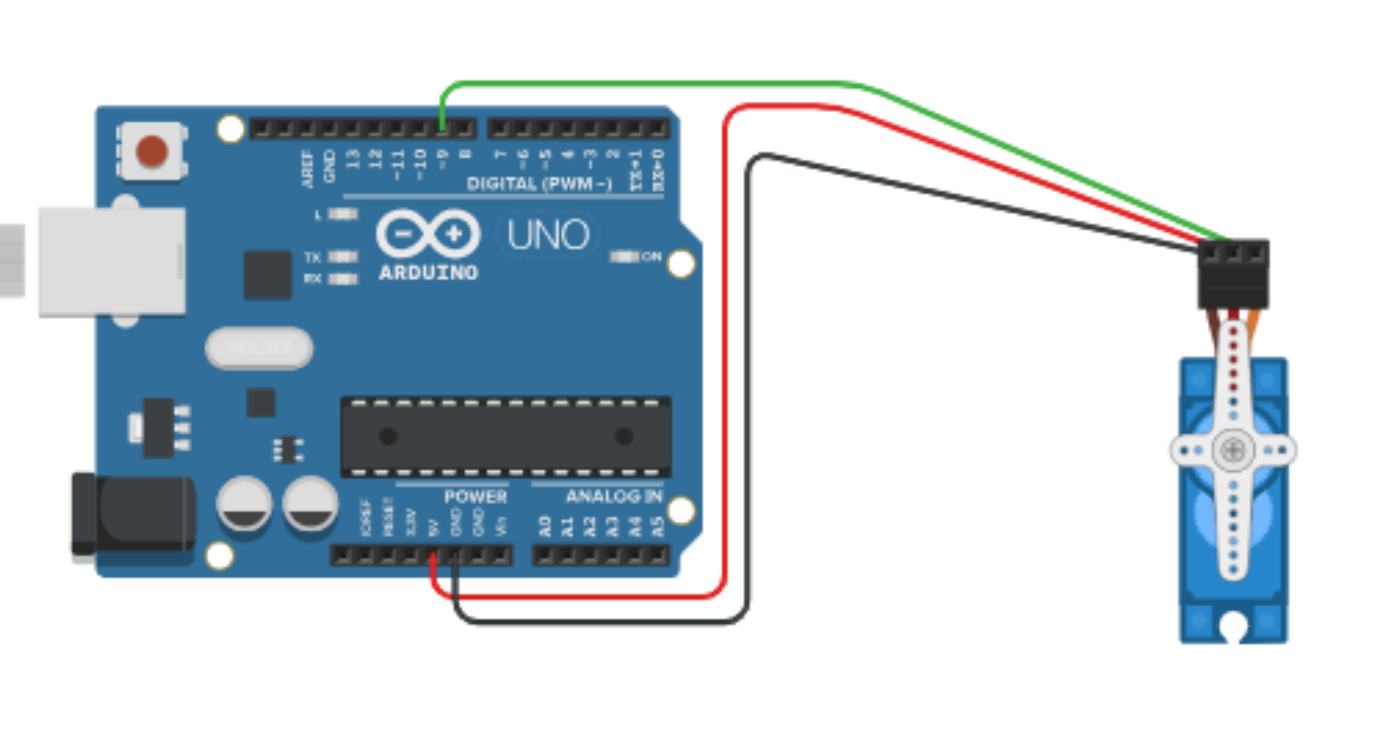 AREF GND 13 12 ~11 ~10 ~9 8 7 ~6 ~5 4 ~3 2 TX→1 RX←0
DIGITAL (PWM ~)
L
TX
RX
UNO
ON
ARDUINO
POWER ANALOG IN
IOREF RESET 3.3V 5V GND GND Vin A0 A1 A2 A3 A4 A5